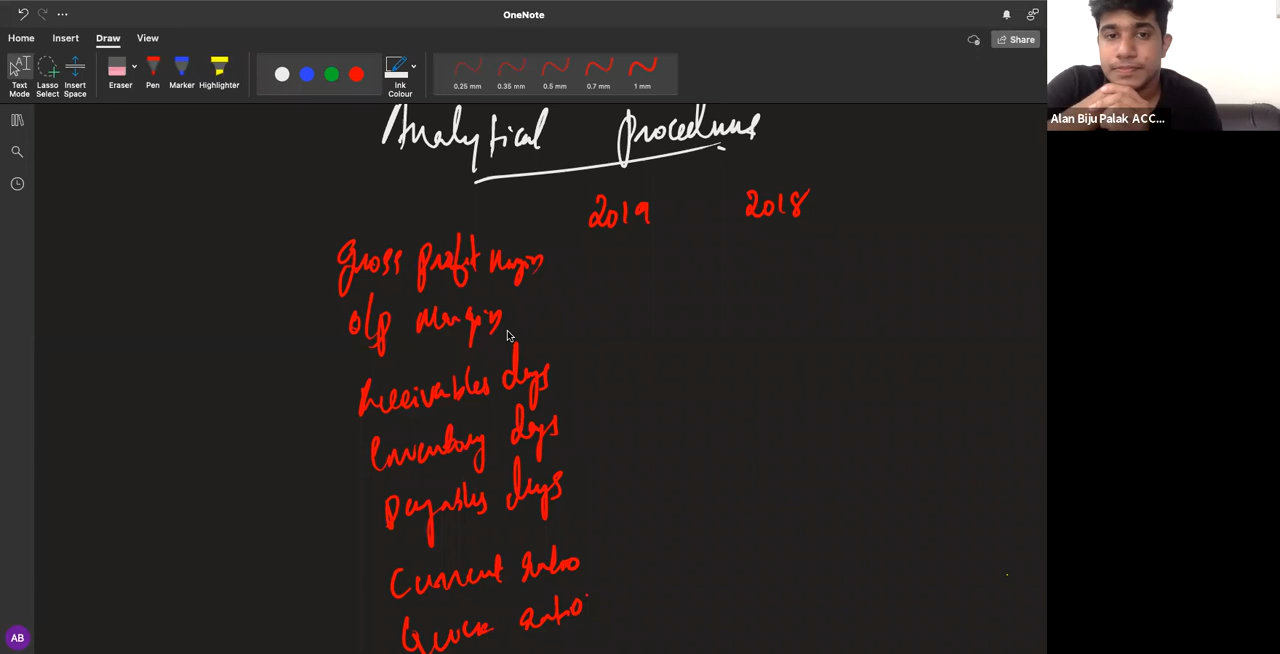 OneNote
Home Insert Draw View
Share
Text Mode
Lasso Select
Insert Space
Eraser
Pen
Marker
Highlighter
Ink Colour
0.25 mm 0.35 mm 0.5 mm 0.7 mm 1 mm
Alan Biju Palak ACC...
Analytical procedure
2019 2018
Gross profit Margin
O/p Margin
Receivables days
Inventory days
Payables days
Current ratio
Quick ratio
AB